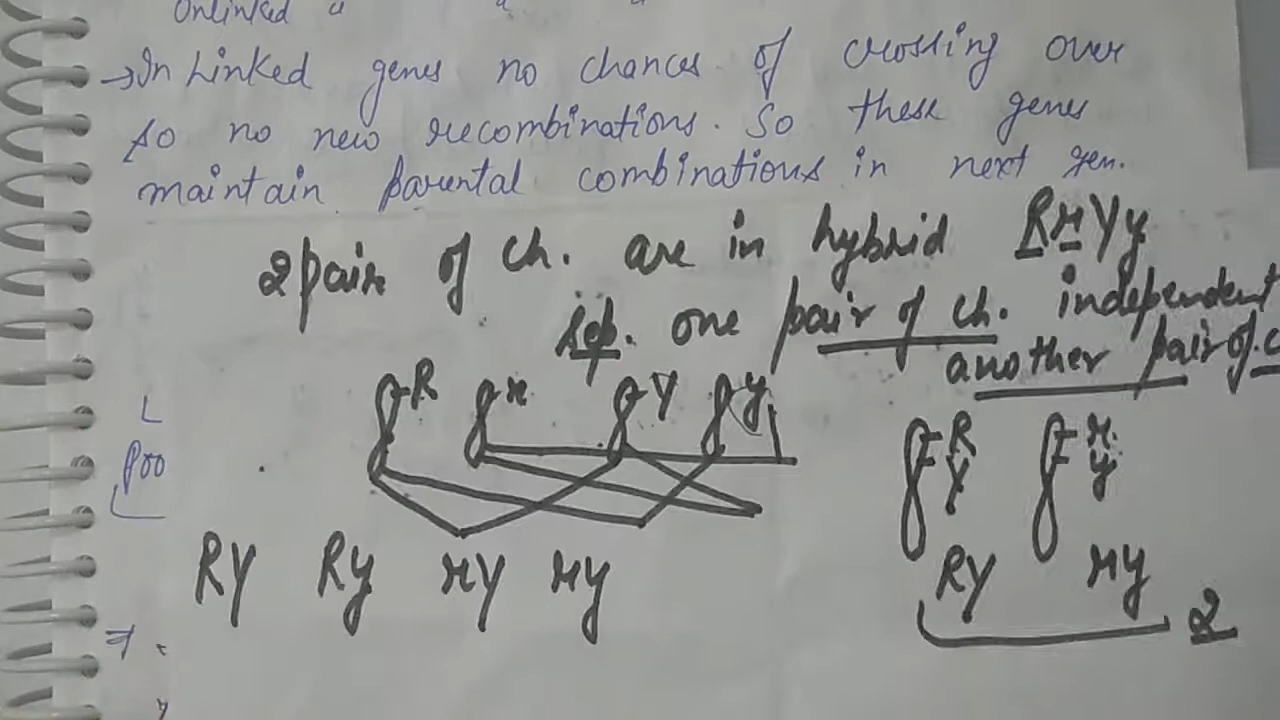 Unlinked "
→ In Linked genes no chances of crossing over
so no new recombinations. So these genes
maintain parental combinations in next gen.
2 pair of Ch. are in hybrid RrYy
sep. one pair of ch. independent
another pair of c
R r Y y
R r
Y y
RY Ry rY ry
RY ry
2